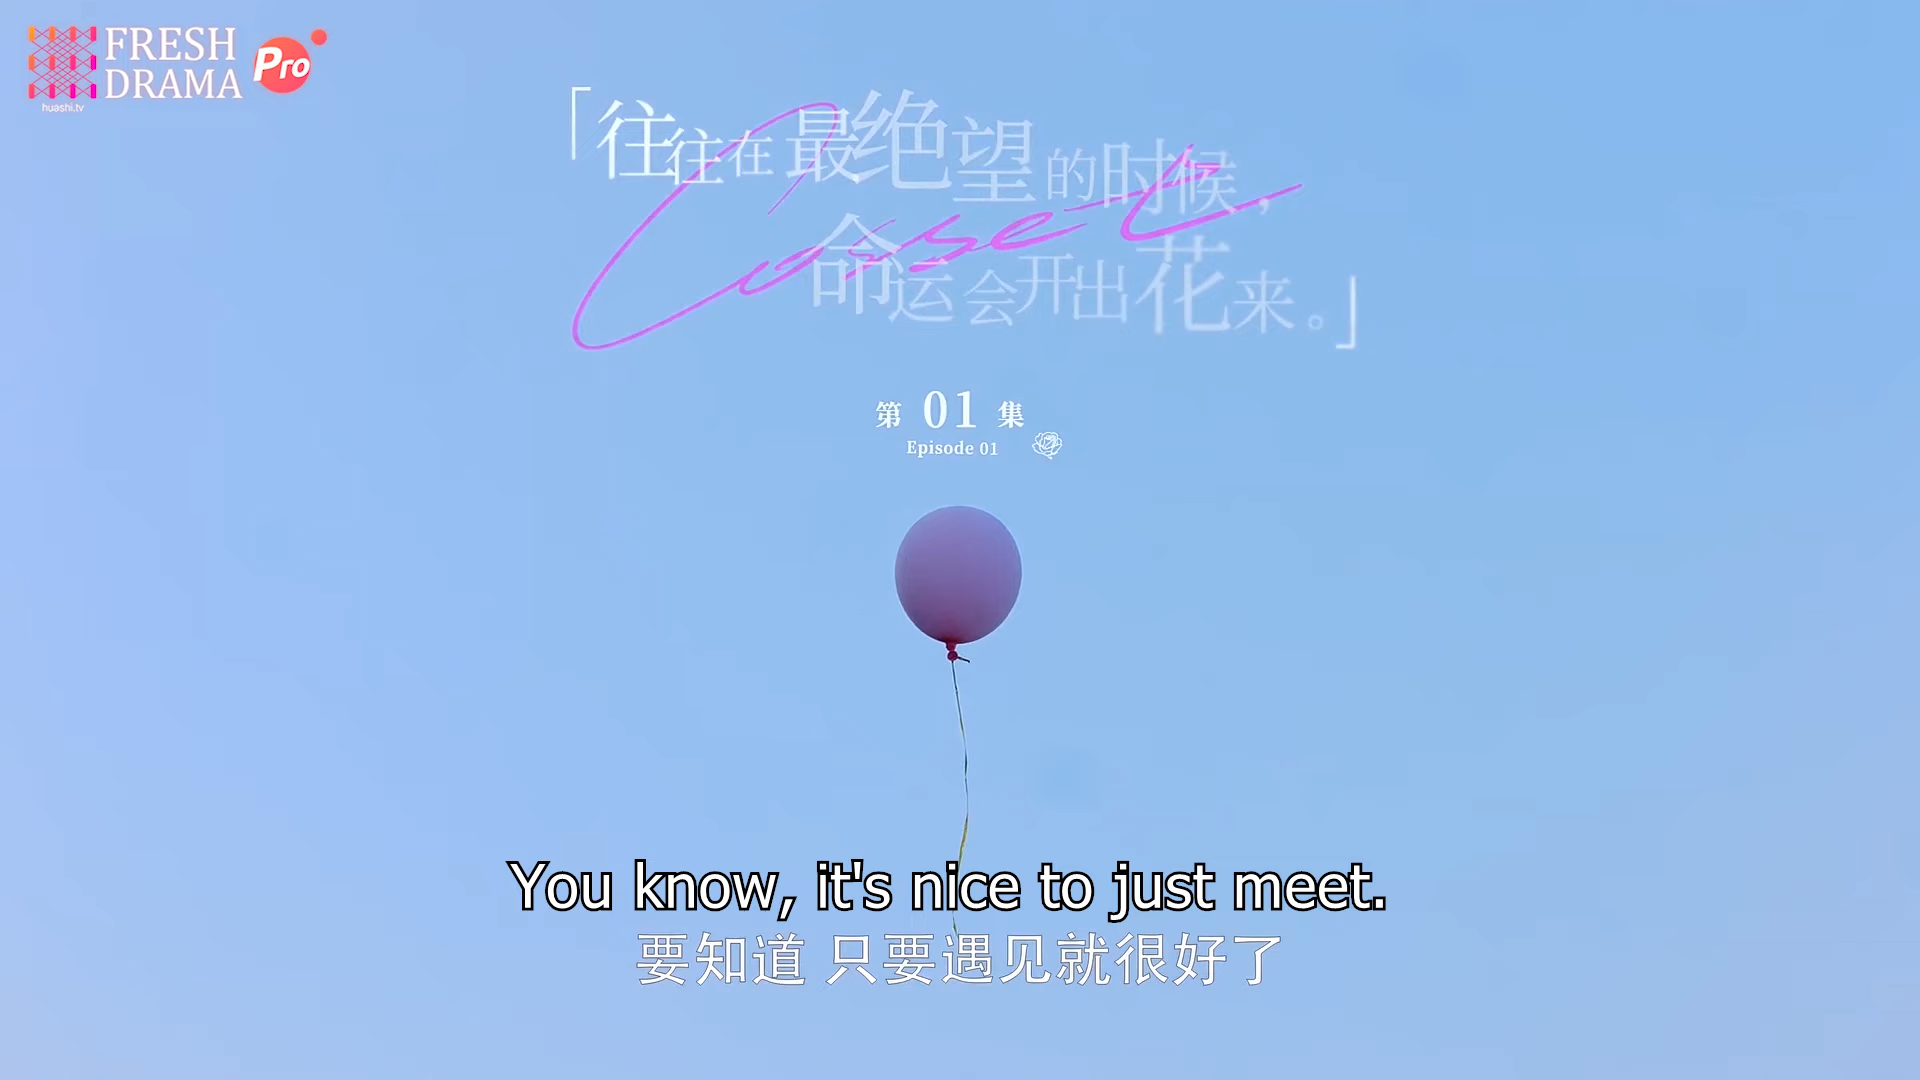 FRESH
DRAMA
Pro
huashi.tv
「往往在最绝望的时候，
Cosset
命运会开出花来。」
第 01 集
Episode 01
You know, it's nice to just meet.
要知道 只要遇见就很好了